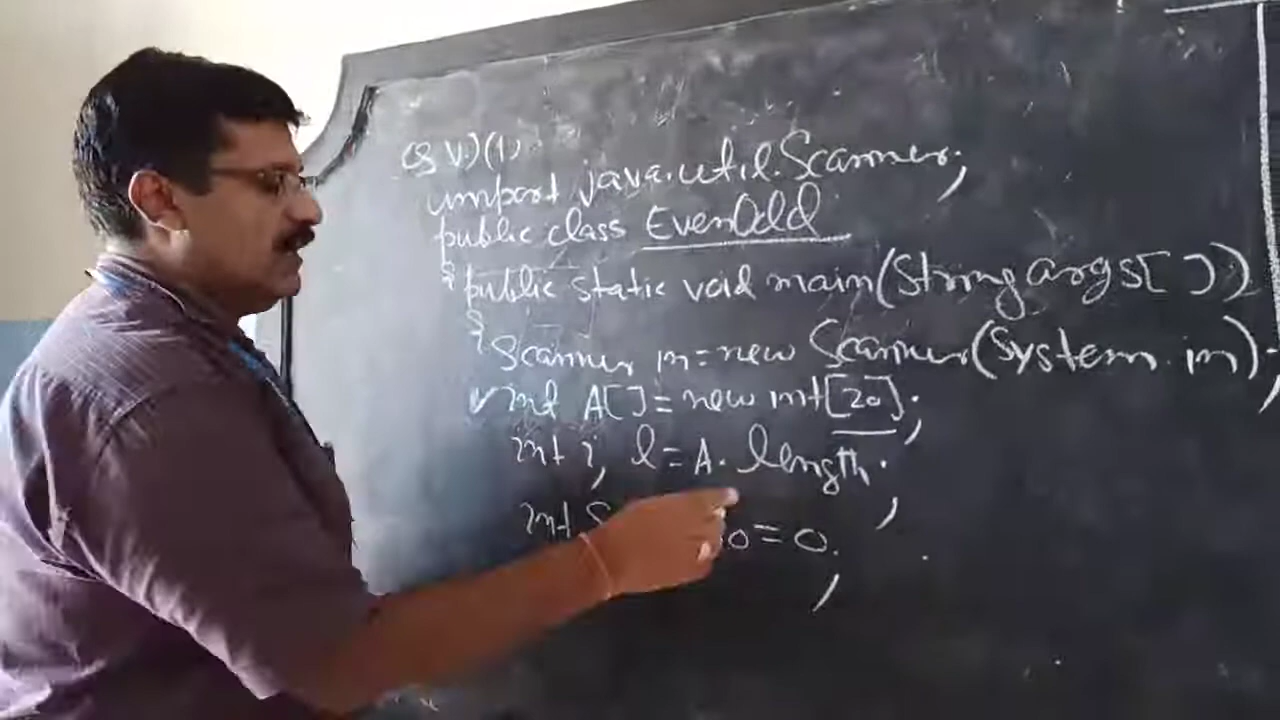 V.)(1)
import java.util.Scanner;
public class EvenOdd
{ public static void main(String args[ ])
{ Scanner in=new Scanner(System.in);
✓int A[]=new int[20];
int i, l=A.length;
int S o=0;